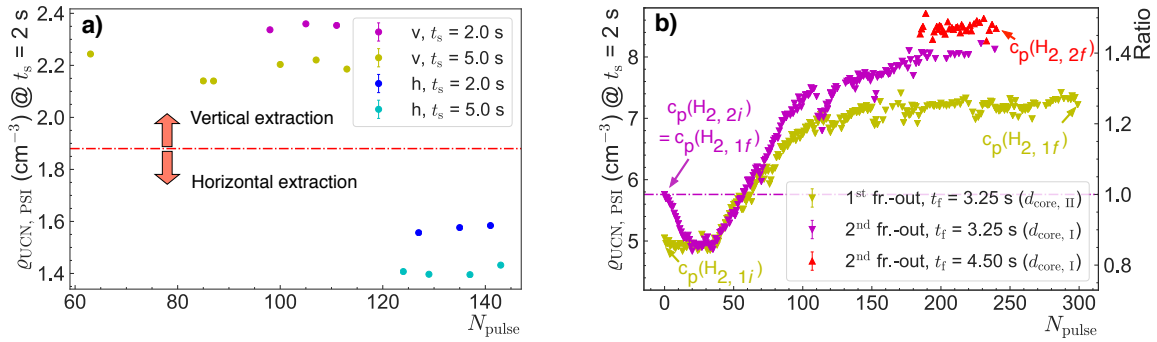 a)
ϱUCN, PSI (cm−3) @ ts = 2 s
2.4
2.2
2.0
1.8
1.6
1.4
v, ts = 2.0 s
v, ts = 5.0 s
h, ts = 2.0 s
h, ts = 5.0 s
Vertical extraction
Horizontal extraction
60 80 100 120 140
Npulse
b)
ϱUCN, PSI (cm−3) @ ts = 2 s
8
7
6
5
cp(H2, 2f)
cp(H2, 2i)
= cp(H2, 1f)
cp(H2, 1f)
1st fr.-out, tf = 3.25 s (dcore, II)
2nd fr.-out, tf = 3.25 s (dcore, I)
2nd fr.-out, tf = 4.50 s (dcore, I)
cp(H2, 1i)
0 50 100 150 200 250 300
Npulse
Ratio
1.4
1.2
1.0
0.8